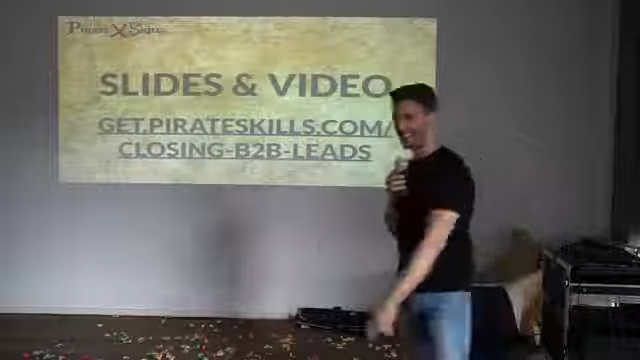 Pirate X Skills
SLIDES & VIDEO
GET.PIRATESKILLS.COM/
CLOSING-B2B-LEADS